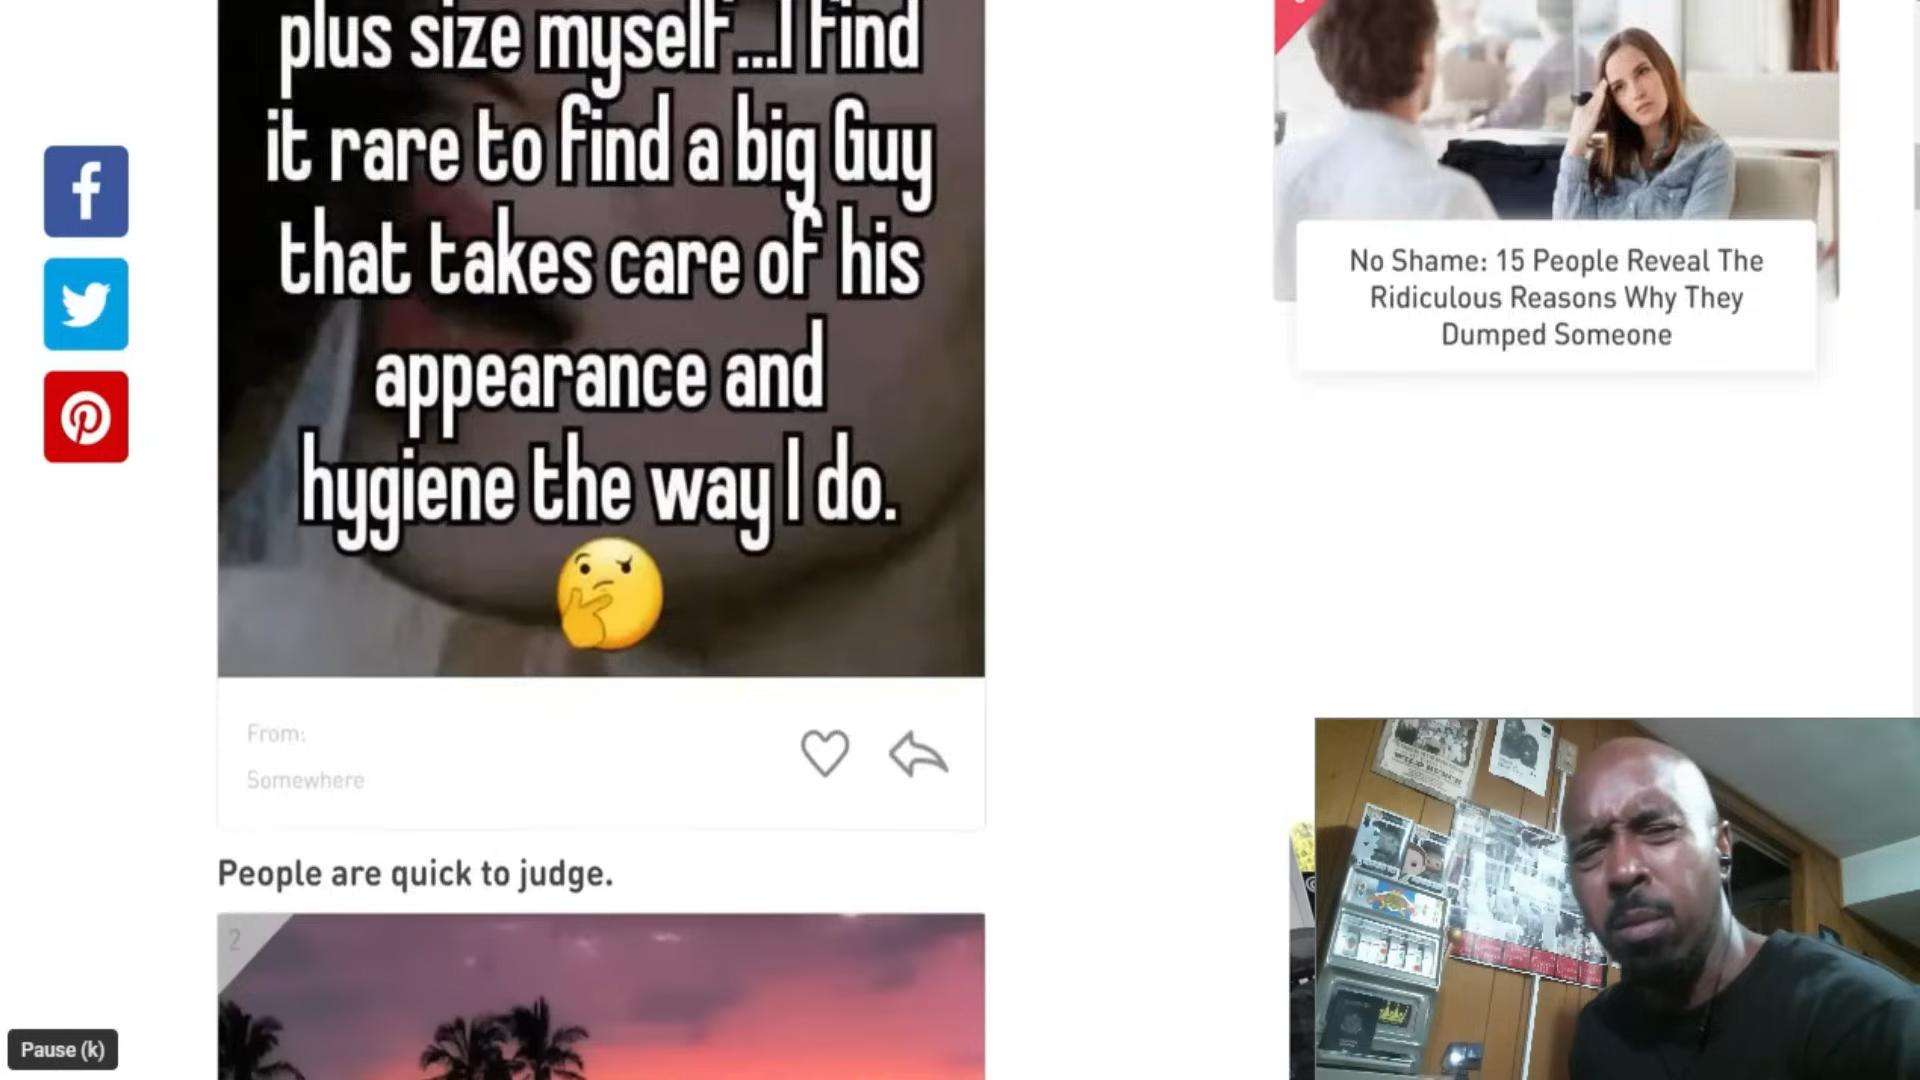 plus size myself...I find
it rare to find a big Guy
that takes care of his
appearance and
hygiene the way I do.
From:
Somewhere
People are quick to judge.
2
No Shame: 15 People Reveal The
Ridiculous Reasons Why They
Dumped Someone
Pause (k)